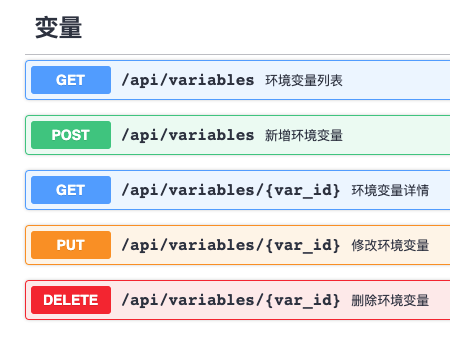 变量
GET /api/variables 环境变量列表
POST /api/variables 新增环境变量
GET /api/variables/{var_id} 环境变量详情
PUT /api/variables/{var_id} 修改环境变量
DELETE /api/variables/{var_id} 删除环境变量